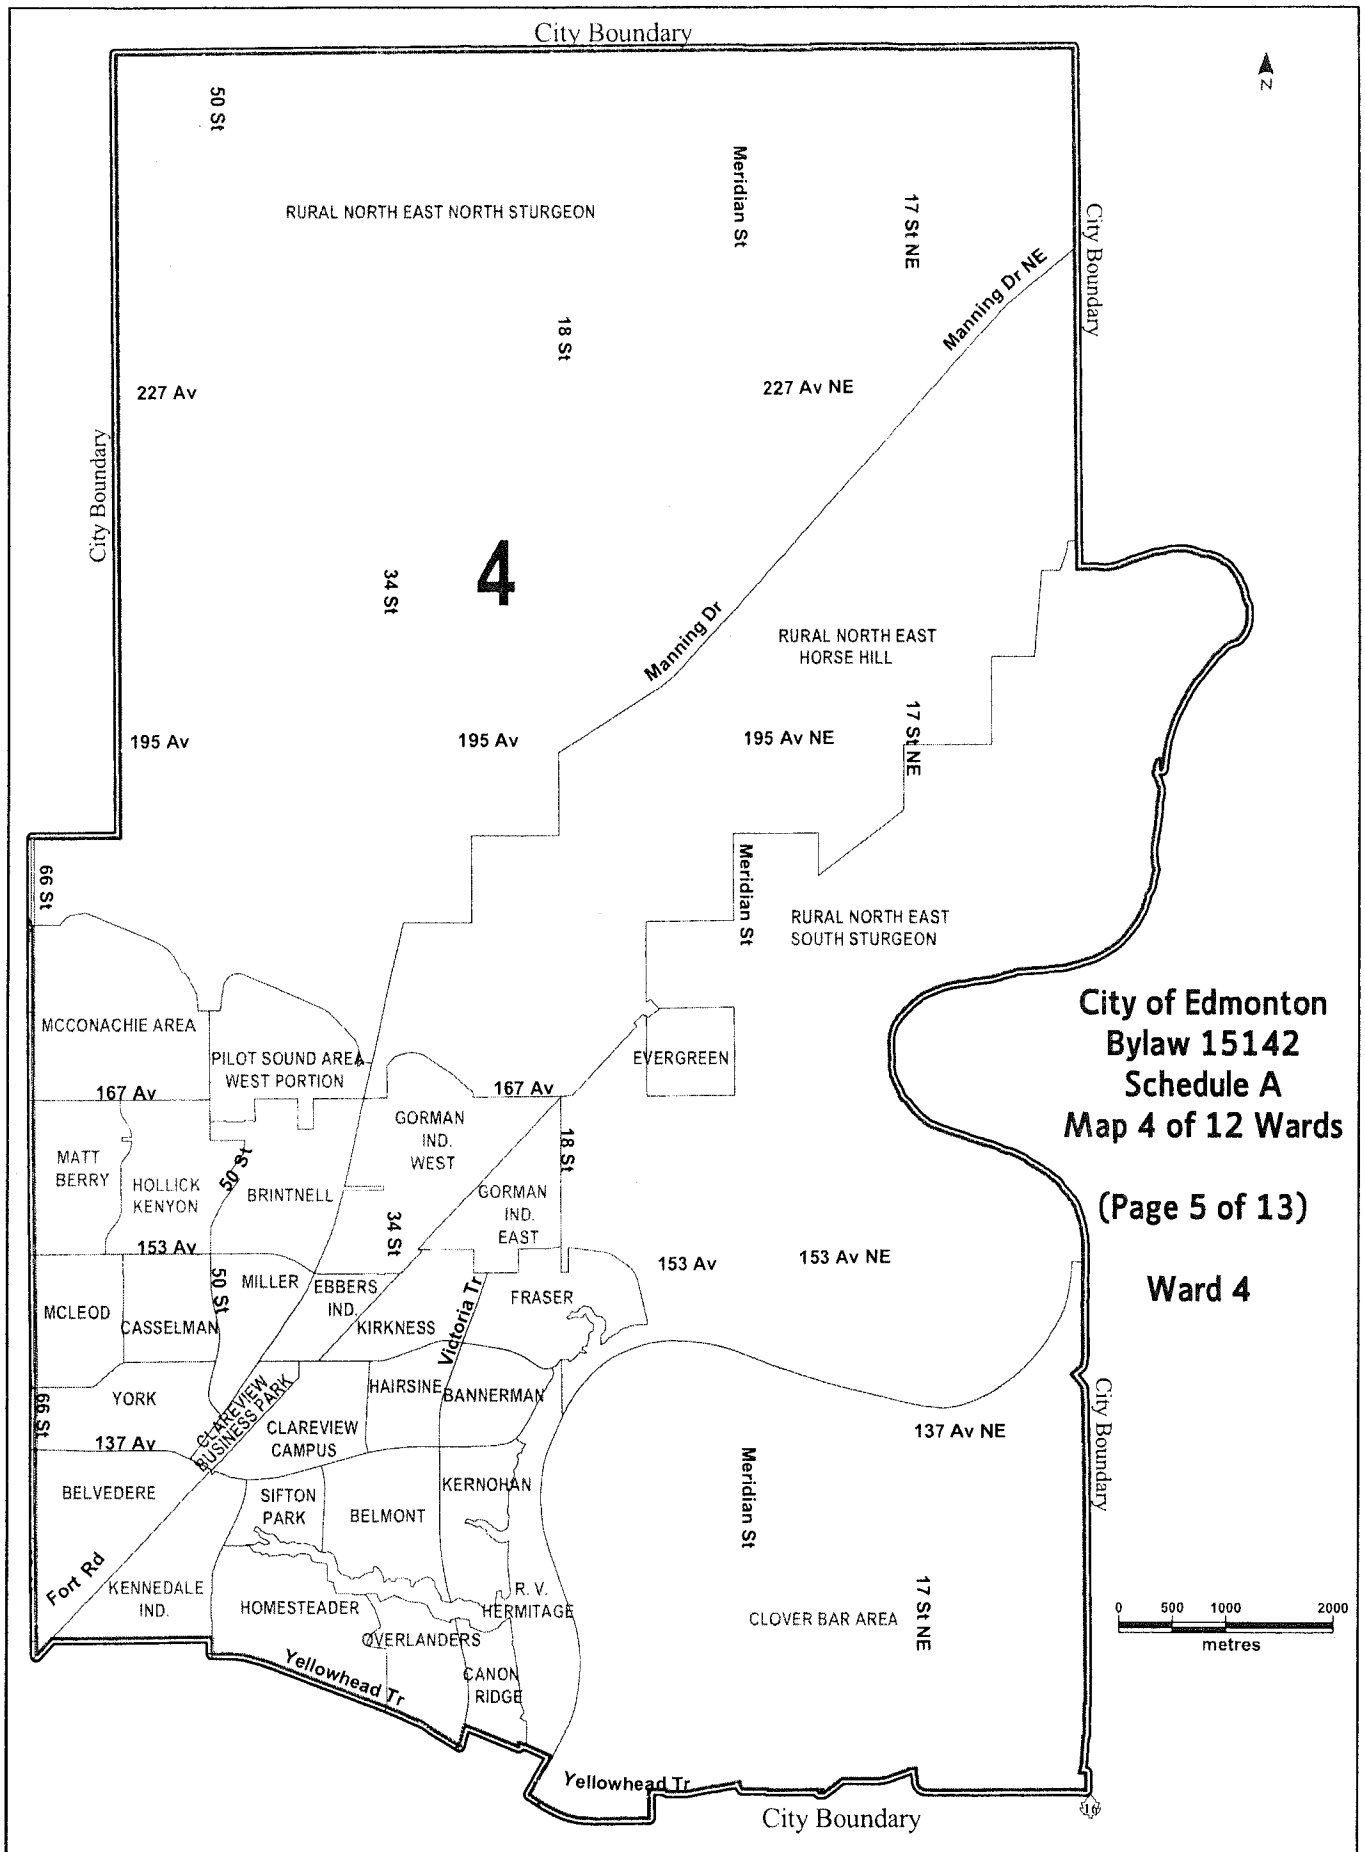 City Boundary
N
50 St
Meridian St
17 St NE
City Boundary
RURAL NORTH EAST NORTH STURGEON
Manning Dr NE
18 St
227 Av
227 Av NE
City Boundary
4
34 St
Manning Dr
RURAL NORTH EAST
HORSE HILL
17 St NE
195 Av
195 Av
195 Av NE
66 St
Meridian St
RURAL NORTH EAST
SOUTH STURGEON
City of Edmonton
Bylaw 15142
Schedule A
Map 4 of 12 Wards
(Page 5 of 13)
Ward 4
MCCONACHIE AREA
PILOT SOUND AREA
WEST PORTION
EVERGREEN
167 Av
167 Av
GORMAN
IND.
WEST
18 St
MATT
BERRY
HOLLICK
KENYON
50 St
BRINTNELL
GORMAN
IND.
EAST
34 St
153 Av
153 Av
153 Av NE
50 St
MILLER
EBBERS
IND.
Victoria Tr
FRASER
MCLEOD
CASSELMAN
KIRKNESS
YORK
CLAREVIEW
BUSINESS PARK
HAIRSINE
BANNERMAN
66 St
137 Av
CLAREVIEW
CAMPUS
137 Av NE
City Boundary
BELVEDERE
SIFTON
PARK
BELMONT
KERNOHAN
Meridian St
Fort Rd
KENNEDALE
IND.
HOMESTEADER
R. V.
HERMITAGE
CLOVER BAR AREA
17 St NE
0 500 1000 2000
metres
OVERLANDERS
Yellowhead Tr
CANON
RIDGE
Yellowhead Tr
City Boundary
16